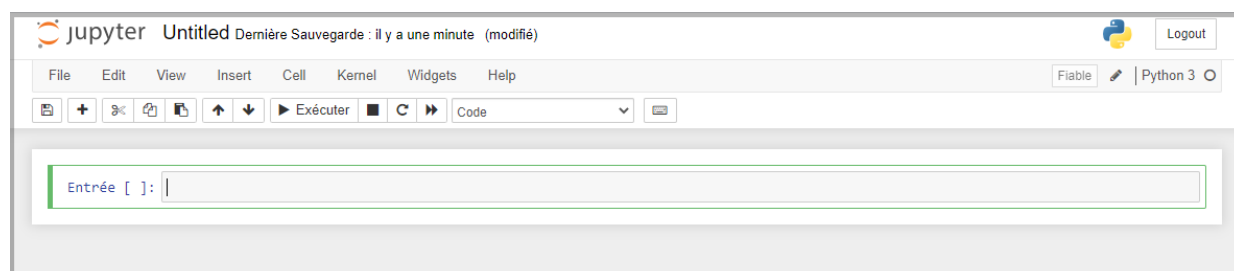 jupyter Untitled Dernière Sauvegarde : il y a une minute (modifié) Logout
File Edit View Insert Cell Kernel Widgets Help Fiable Python 3
Exécuter Code
Entrée [ ]: